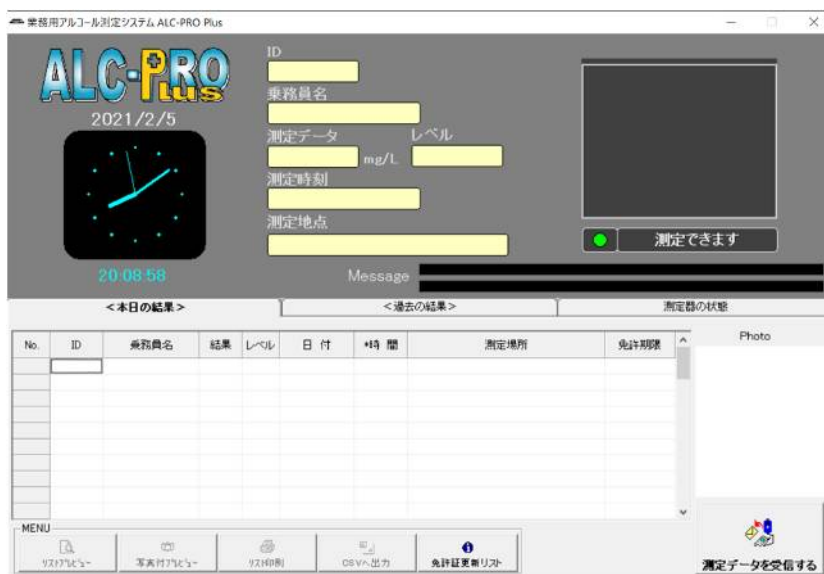 業務用アルコール測定システム ALC-PRO Plus
ALC-PRO Plus
2021/2/5
20:08:58
ID
乗務員名
測定データ レベル
mg/L
測定時刻
測定地点
測定できます
Message
<本日の結果> <過去の結果> 測定器の状態
No. ID 乗務員名 結果 レベル 日 付 *時 間 測定場所 免許期限
Photo
MENU
リストプレビュー 写真付プレビュー リスト印刷 CSVへ出力 免許証更新リスト
測定データを受信する